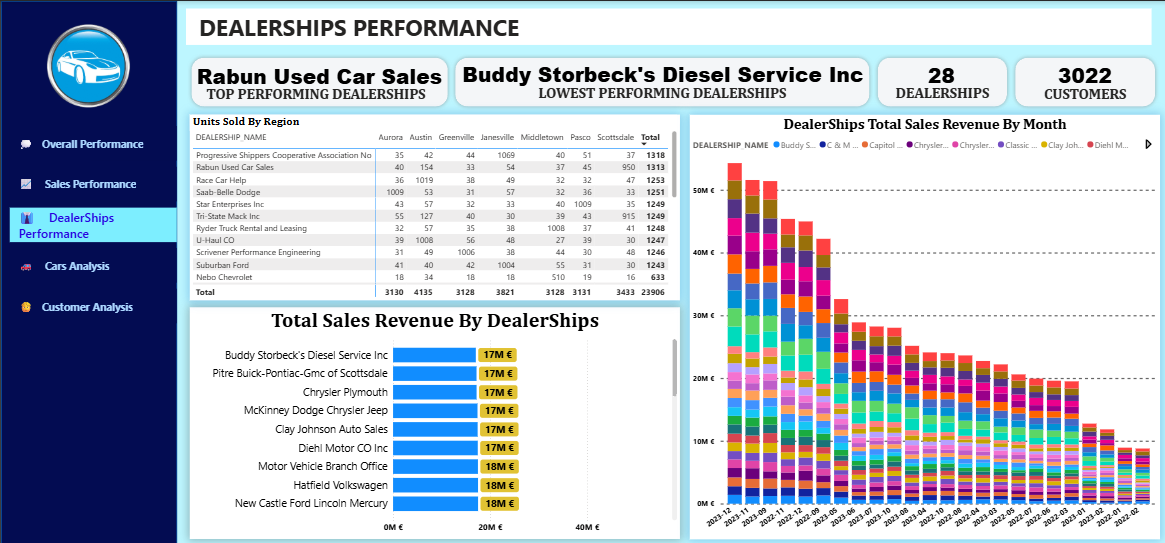 DEALERSHIPS PERFORMANCE
Rabun Used Car Sales
TOP PERFORMING DEALERSHIPS
Buddy Storbeck's Diesel Service Inc
LOWEST PERFORMING DEALERSHIPS
28
DEALERSHIPS
3022
CUSTOMERS
Overall Performance
Sales Performance
DealerShips
Performance
Cars Analysis
Customer Analysis
Units Sold By Region
DEALERSHIP_NAME Aurora Austin Greenville Janesville Middletown Pasco Scottsdale Total
Progressive Shippers Cooperative Association No 35 42 44 1069 40 51 37 1318
Rabun Used Car Sales 40 154 33 54 37 45 950 1313
Race Car Help 36 1019 38 49 32 32 47 1253
Saab-Belle Dodge 1009 53 31 57 32 36 33 1251
Star Enterprises Inc 43 57 32 33 40 1009 35 1249
Tri-State Mack Inc 55 127 40 30 39 43 915 1249
Ryder Truck Rental and Leasing 32 57 35 38 1008 37 41 1248
U-Haul CO 39 1008 56 48 27 39 30 1247
Scrivener Performance Engineering 31 49 1006 38 44 30 48 1246
Suburban Ford 41 40 42 1004 55 31 30 1243
Nebo Chevrolet 18 34 18 18 510 19 16 633
Total 3130 4135 3128 3821 3128 3131 3433 23906
Total Sales Revenue By DealerShips
Buddy Storbeck's Diesel Service Inc 17M €
Pitre Buick-Pontiac-Gmc of Scottsdale 17M €
Chrysler Plymouth 17M €
McKinney Dodge Chrysler Jeep 17M €
Clay Johnson Auto Sales 17M €
Diehl Motor CO Inc 17M €
Motor Vehicle Branch Office 18M €
Hatfield Volkswagen 18M €
New Castle Ford Lincoln Mercury 18M €
0M € 20M € 40M €
DealerShips Total Sales Revenue By Month
DEALERSHIP_NAME Buddy S... C & M ... Capitol ... Chrysler... Chrysler... Classic ... Clay Joh... Diehl M...
50M €
40M €
30M €
20M €
10M €
0M €
2023-12 2023-11 2023-09 2022-11 2022-12 2022-09 2023-05 2023-06 2023-07 2023-10 2023-08 2023-04 2022-10 2022-08 2023-03 2022-05 2022-07 2022-06 2022-03 2022-04 2023-01 2023-02 2022-01 2022-02